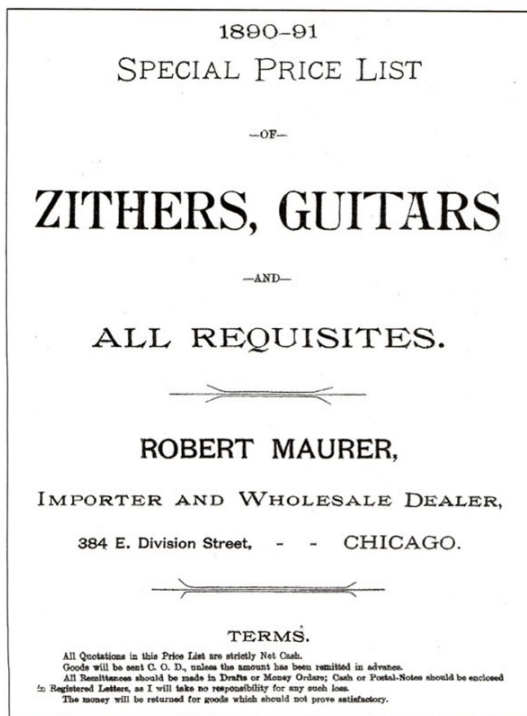 1890-91
SPECIAL PRICE LIST
—OF—
ZITHERS, GUITARS
—AND—
ALL REQUISITES.
ROBERT MAURER,
IMPORTER AND WHOLESALE DEALER,
384 E. Division Street, - - CHICAGO.
TERMS.
All Quotations in this Price List are strictly Net Cash.
Goods will be sent C. O. D., unless the amount has been remitted in advance.
All Remittances should be made in Drafts or Money Orders; Cash or Postal-Notes should be enclosed
in Registered Letters, as I will take no responsibility for any such loss.
The money will be returned for goods which should not prove satisfactory.